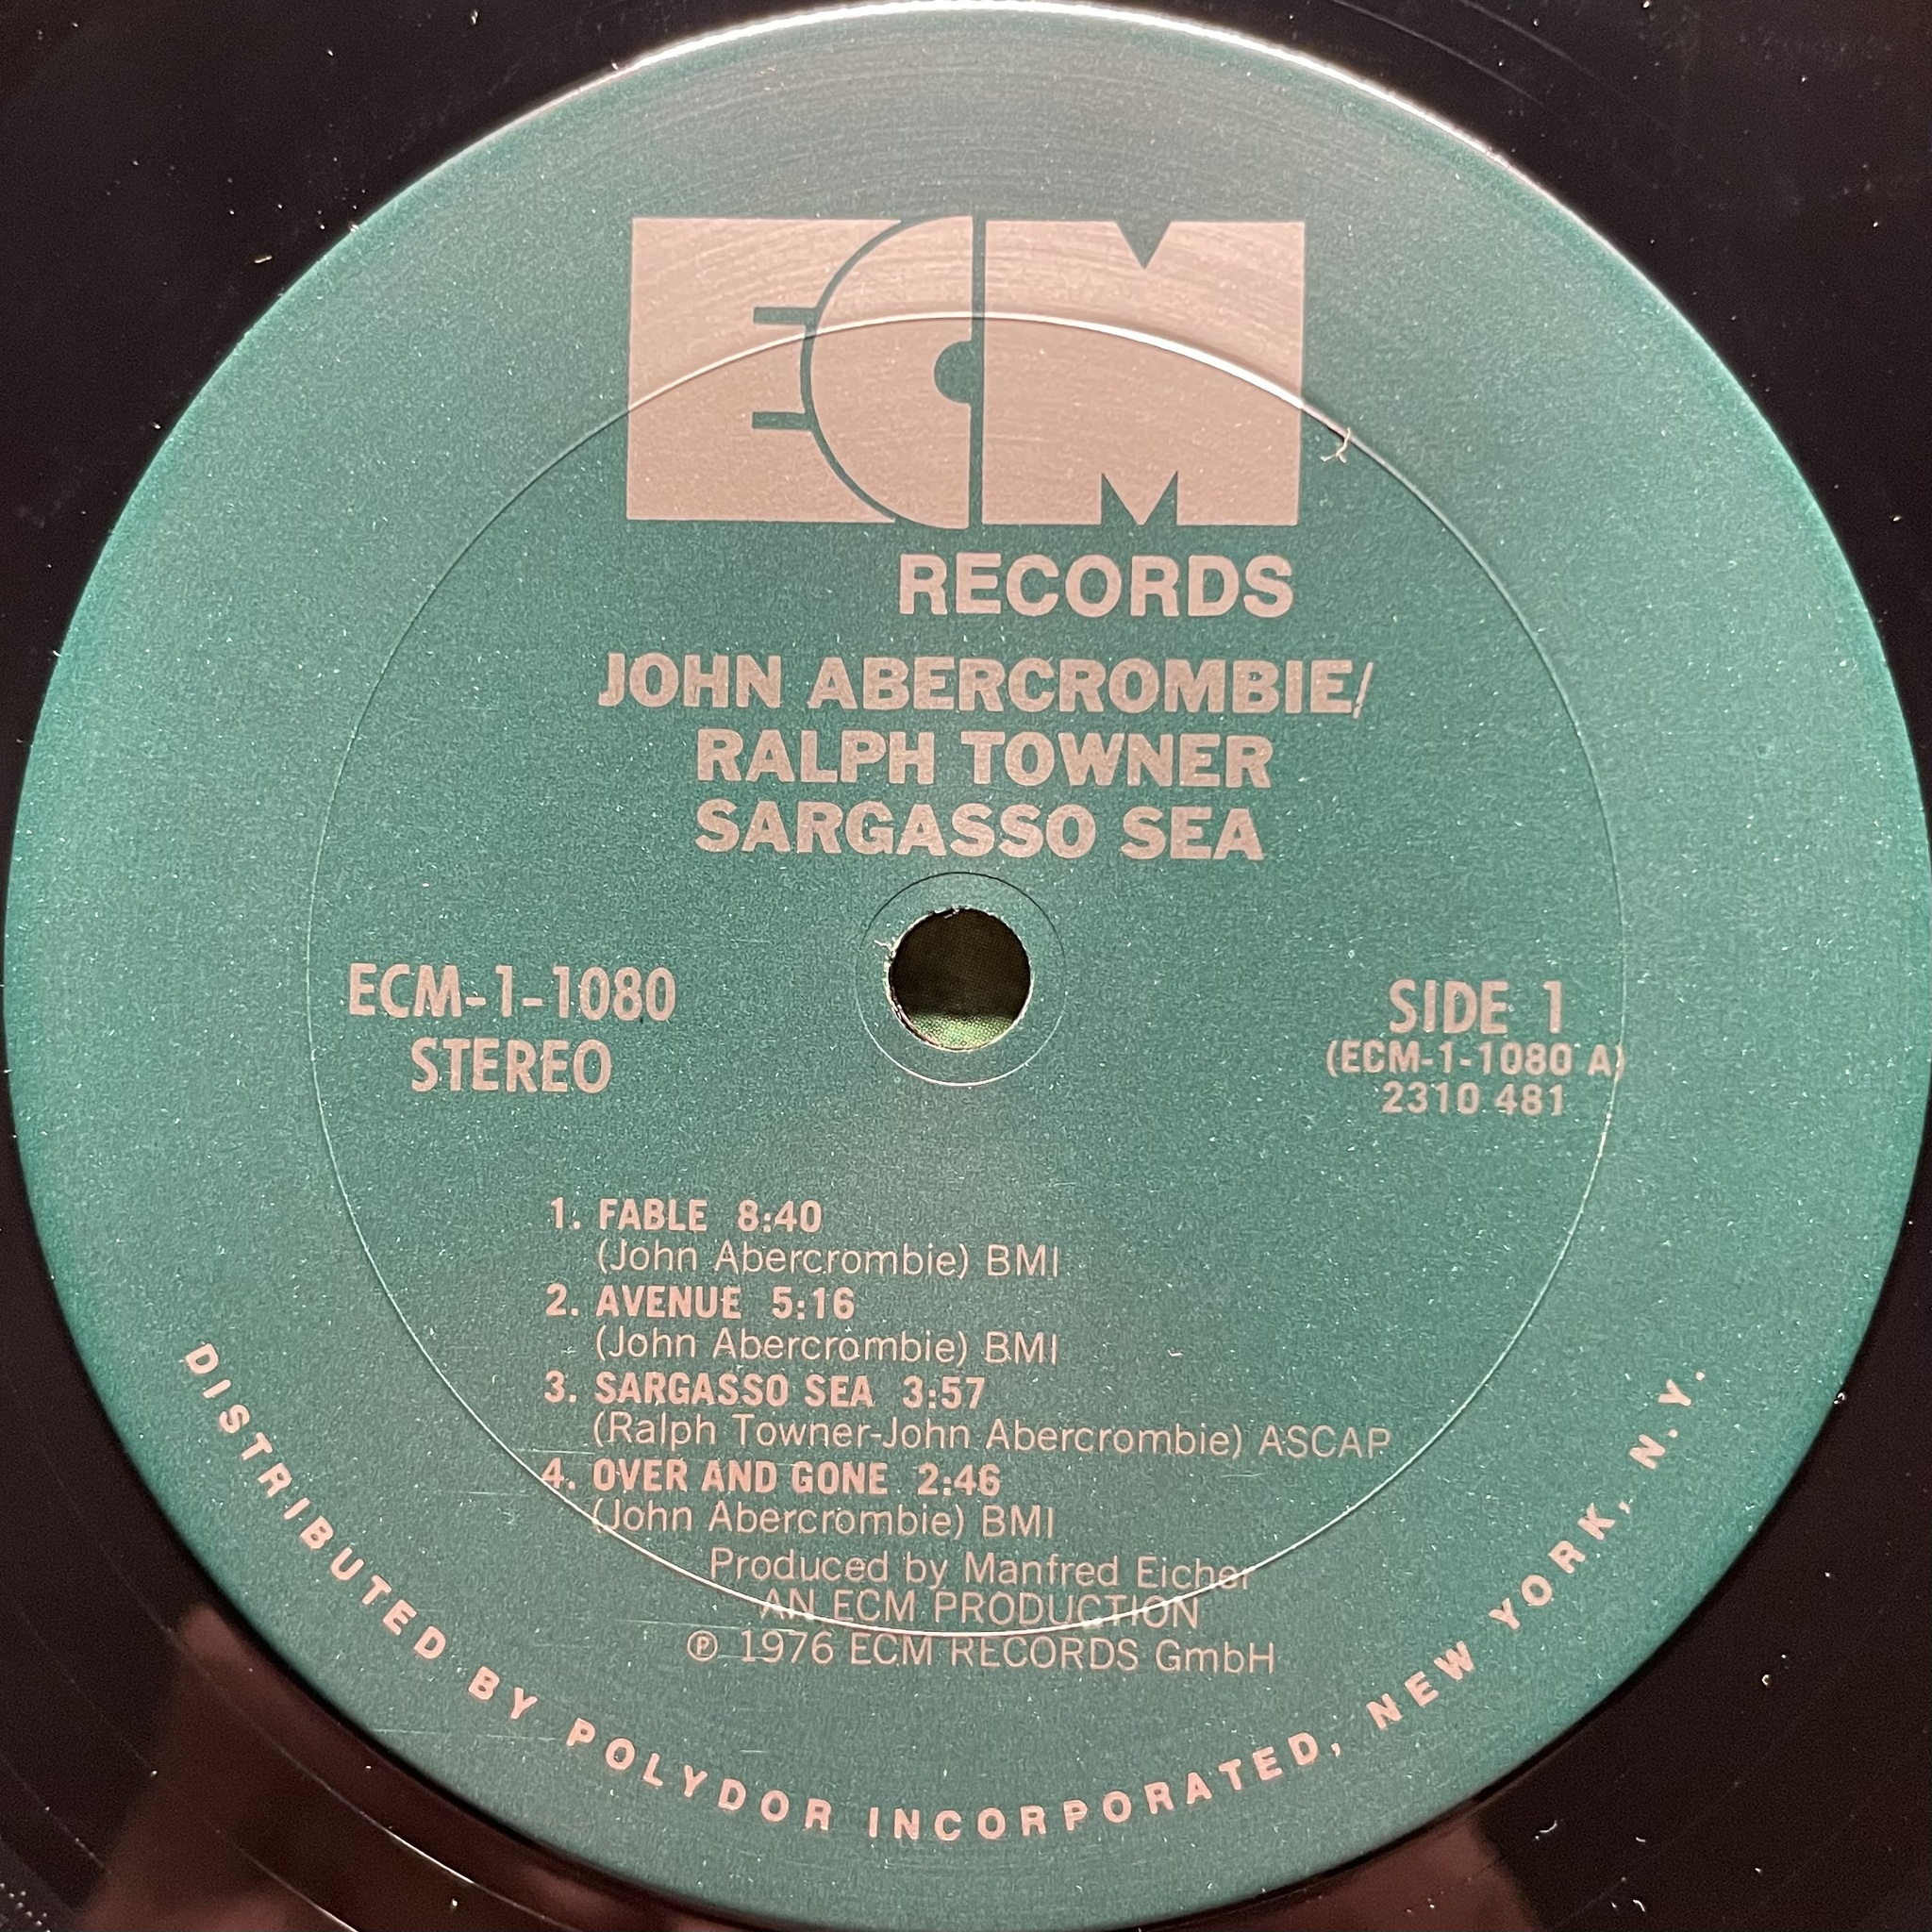 ECM
RECORDS
JOHN ABERCROMBIE/
RALPH TOWNER
SARGASSO SEA
ECM-1-1080
STEREO
SIDE 1
(ECM-1-1080 A)
2310 481
1. FABLE 8:40
(John Abercrombie) BMI
2. AVENUE 5:16
(John Abercrombie) BMI
3. SARGASSO SEA 3:57
(Ralph Towner-John Abercrombie) ASCAP
4. OVER AND GONE 2:46
(John Abercrombie) BMI
Produced by Manfred Eicher
AN ECM PRODUCTION
℗ 1976 ECM RECORDS GmbH
DISTRIBUTED BY POLYDOR INCORPORATED, NEW YORK, N.Y.